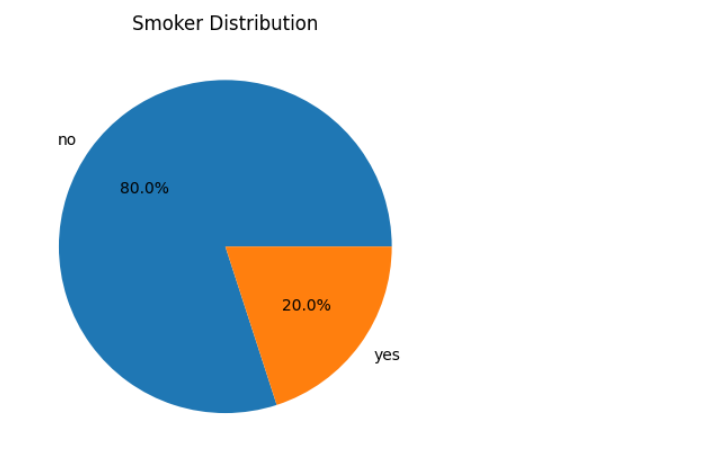 Smoker Distribution
no
80.0%
20.0%
yes